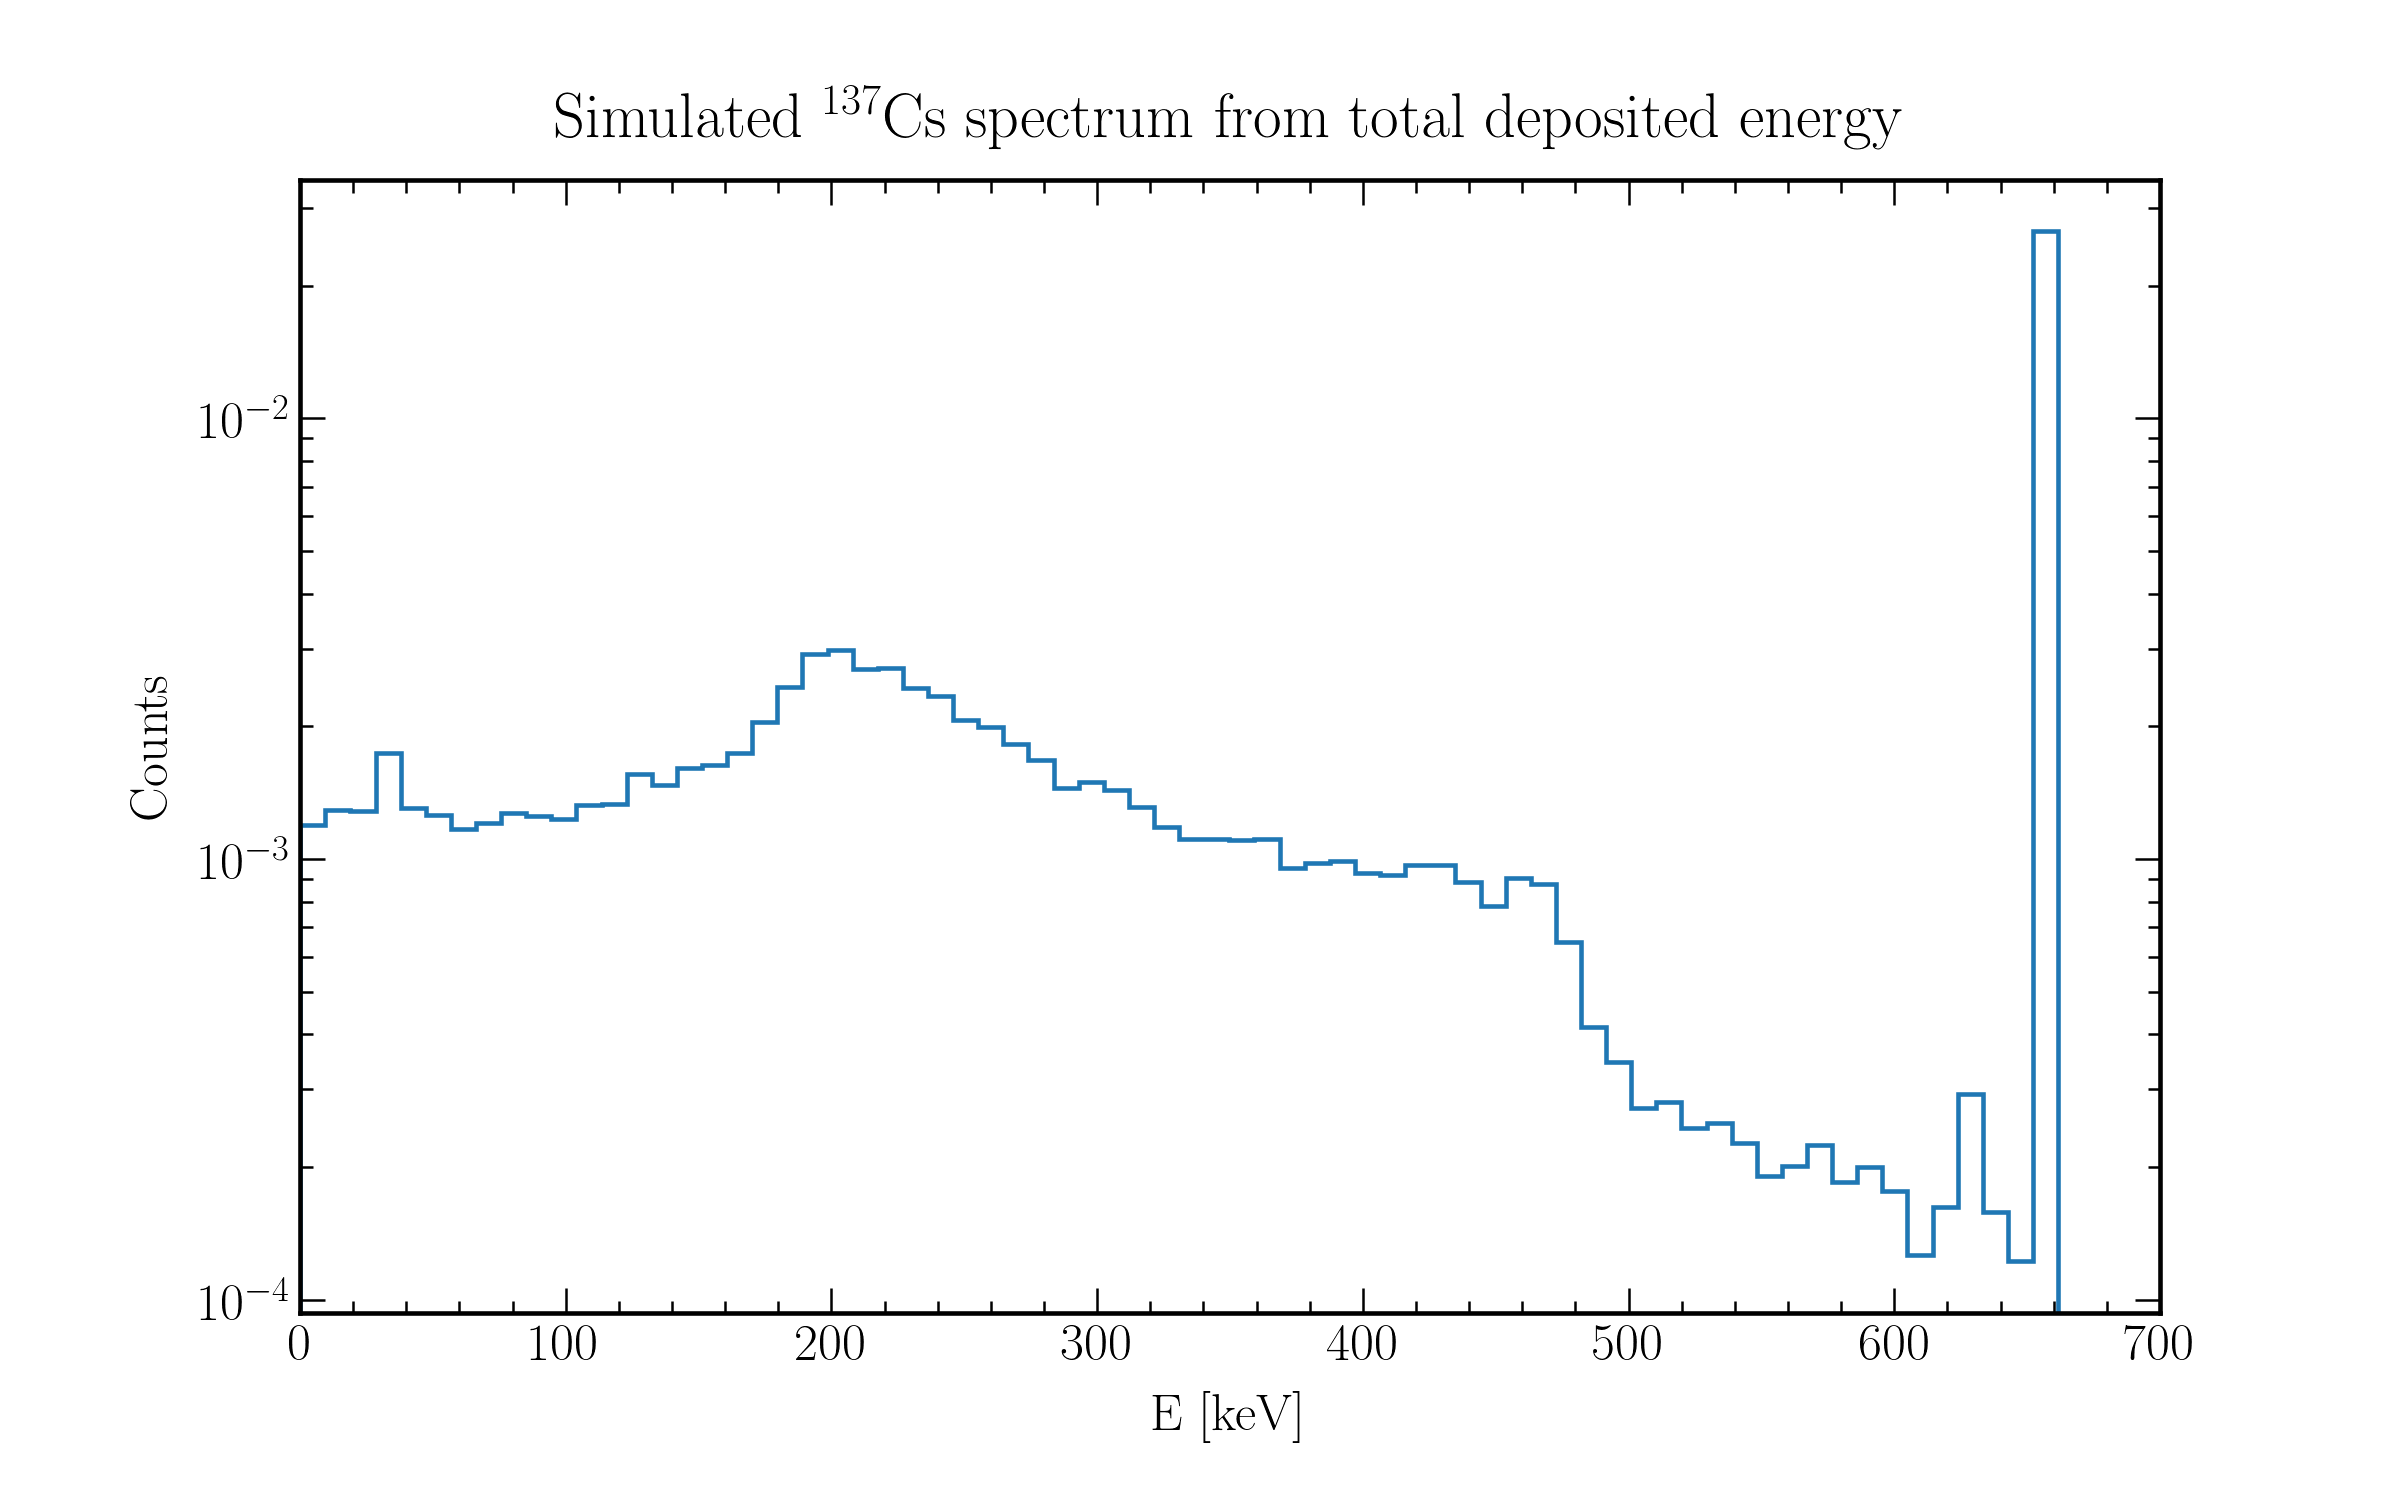 Simulated ¹³⁷Cs spectrum from total deposited energy
Counts
10⁻²
10⁻³
10⁻⁴
0 100 200 300 400 500 600 700
E [keV]